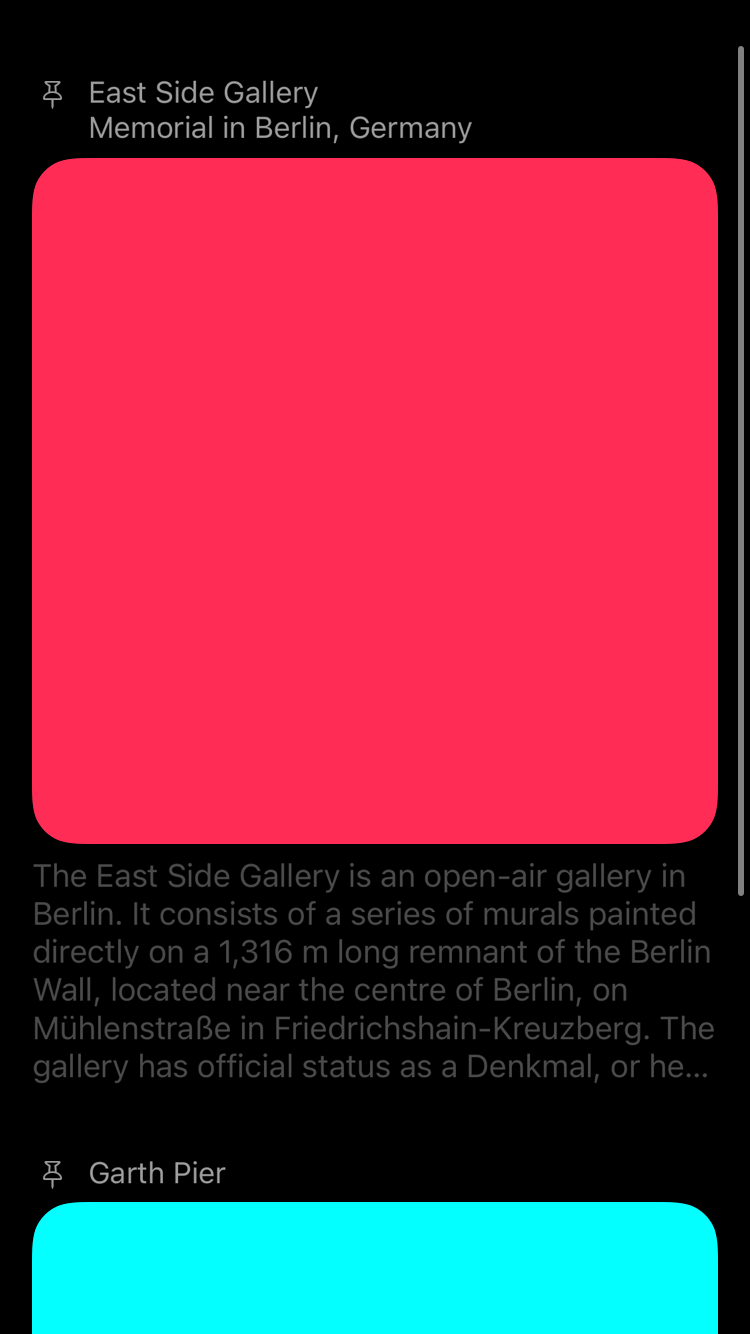 East Side Gallery
Memorial in Berlin, Germany
The East Side Gallery is an open-air gallery in
Berlin. It consists of a series of murals painted
directly on a 1,316 m long remnant of the Berlin
Wall, located near the centre of Berlin, on
Mühlenstraße in Friedrichshain-Kreuzberg. The
gallery has official status as a Denkmal, or he...
Garth Pier